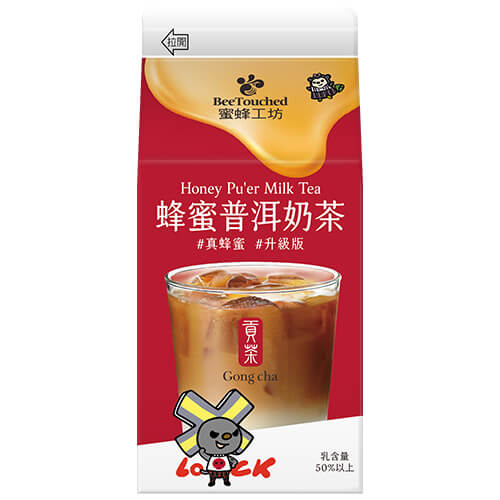 拉開
BeeTouched
蜜蜂工坊
Honey Pu'er Milk Tea
蜂蜜普洱奶茶
#真蜂蜜 #升級版
貢茶
Gong cha
LOCK
乳含量
50%以上